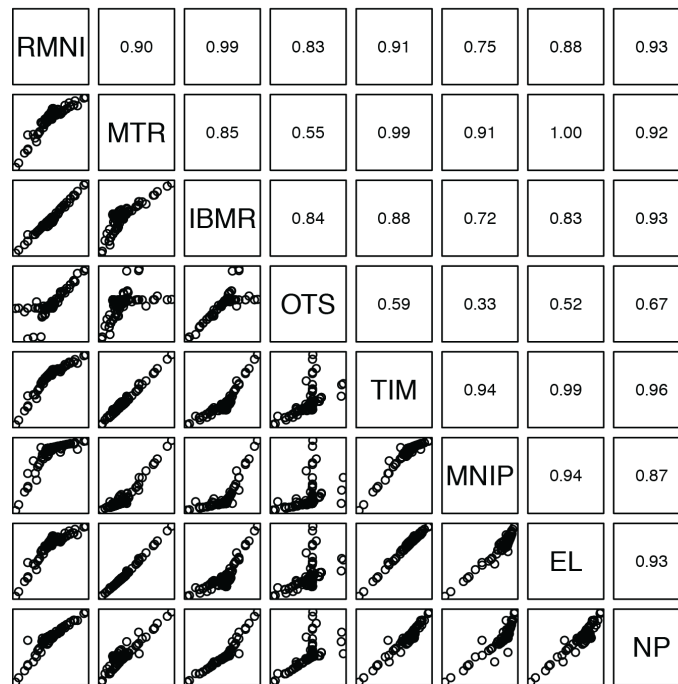 RMNI 0.90 0.99 0.83 0.91 0.75 0.88 0.93
MTR 0.85 0.55 0.99 0.91 1.00 0.92
IBMR 0.84 0.88 0.72 0.83 0.93
OTS 0.59 0.33 0.52 0.67
TIM 0.94 0.99 0.96
MNIP 0.94 0.87
EL 0.93
NP